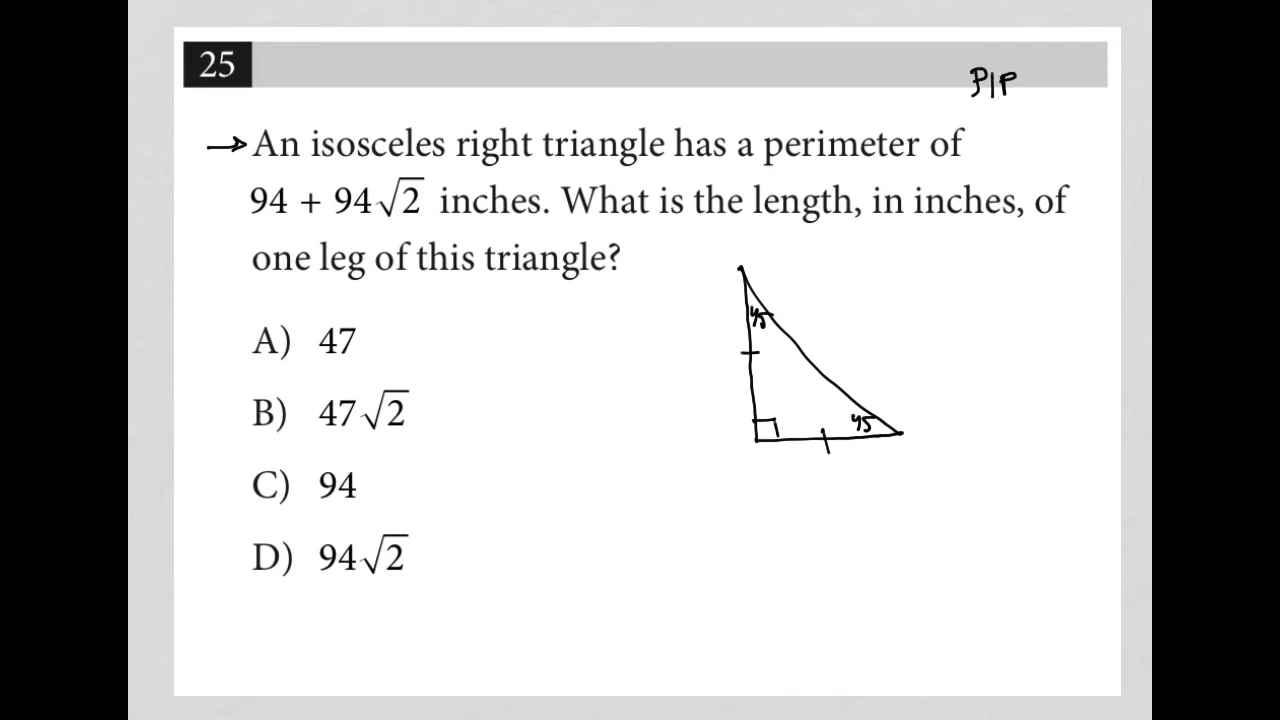 25
P/P
An isosceles right triangle has a perimeter of
94 + 94√2 inches. What is the length, in inches, of
one leg of this triangle?
A) 47
B) 47√2
C) 94
D) 94√2
45
45